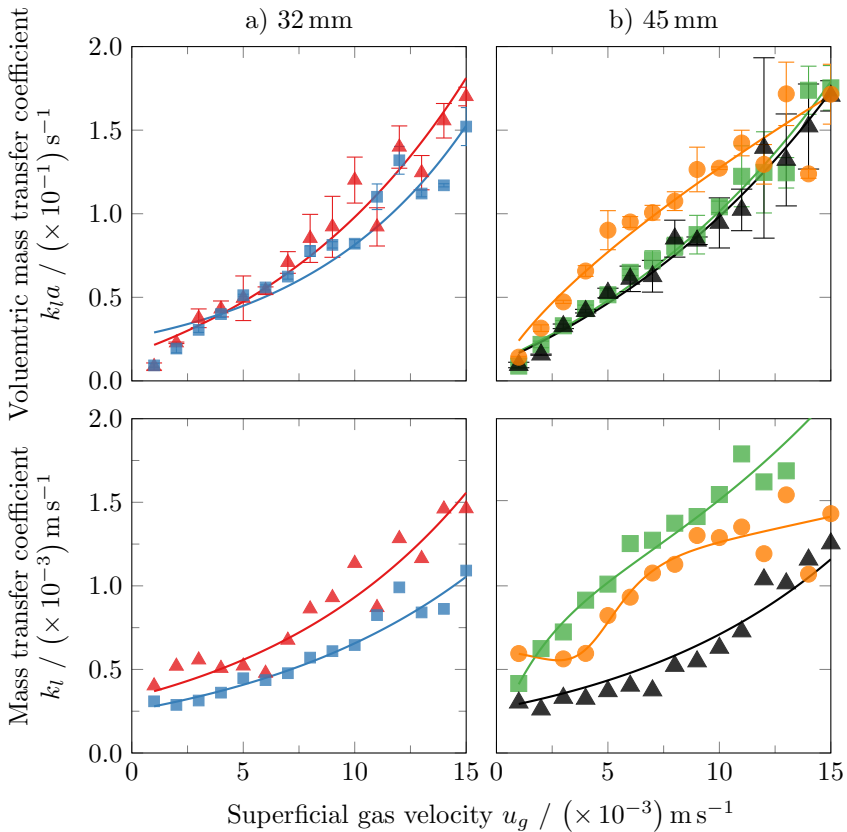 a) 32 mm
b) 45 mm
Voluemtric mass transfer coefficient
k_l a / (× 10⁻¹) s⁻¹
2.0
1.5
1.0
0.5
0.0
Mass transfer coefficient
k_l / (× 10⁻³) m s⁻¹
2.0
1.5
1.0
0.5
0.0
0
5
10
15
0
5
10
15
Superficial gas velocity u_g / (× 10⁻³) m s⁻¹